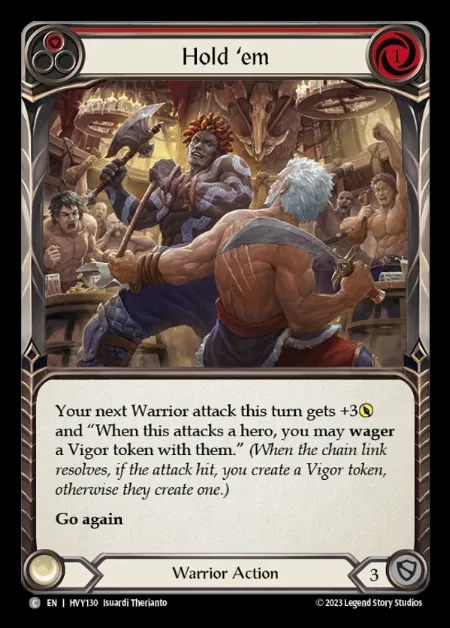 Hold ‘em
1
Your next Warrior attack this turn gets +3
and “When this attacks a hero, you may wager
a Vigor token with them.” (When the chain link
resolves, if the attack hit, you create a Vigor token,
otherwise they create one.)
Go again
Warrior Action
3
C EN | HVY130 Isuardi Therianto
© 2023 Legend Story Studios